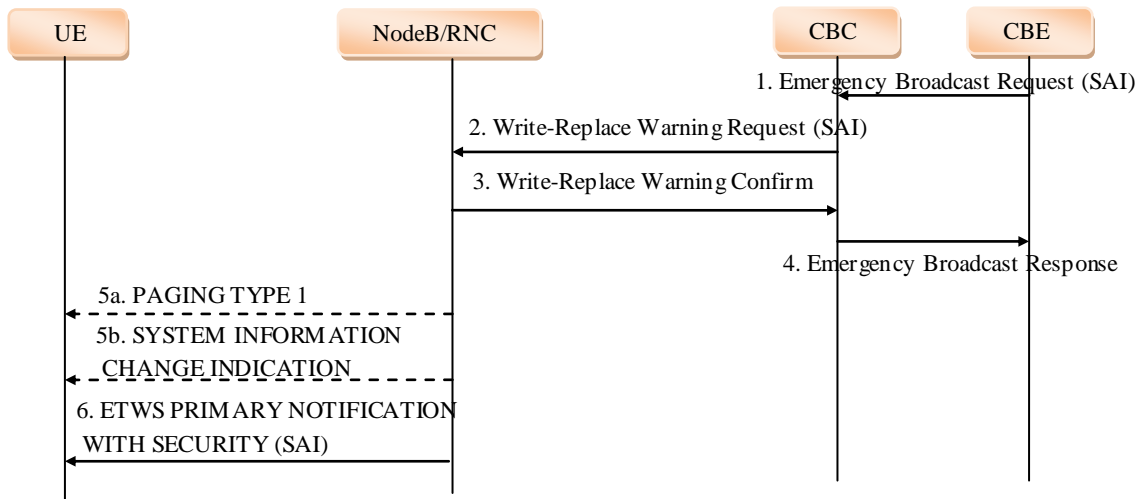 UE
NodeB/RNC
CBC
CBE
1. Emergency Broadcast Request (SAI)
2. Write-Replace Warning Request (SAI)
3. Write-Replace Warning Confirm
4. Emergency Broadcast Response
5a. PAGING TYPE 1
5b. SYSTEM INFORMATION
CHANGE INDICATION
6. ETWS PRIMARY NOTIFICATION
WITH SECURITY (SAI)